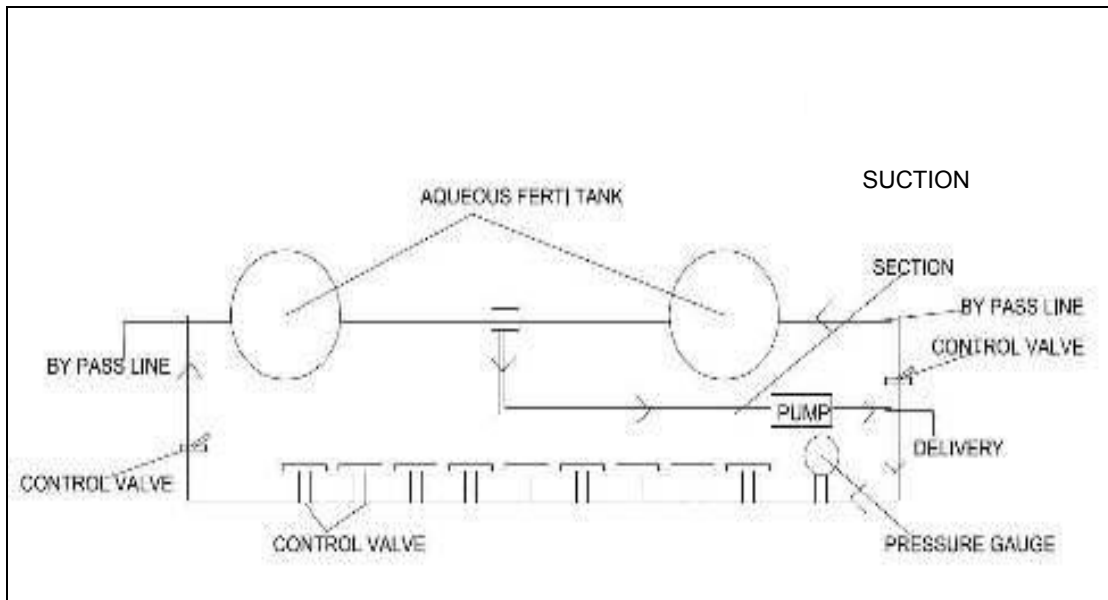 SUCTION
AQUEOUS FERTI TANK
SECTION
BY PASS LINE
CONTROL VALVE
BY PASS LINE
PUMP
DELIVERY
CONTROL VALVE
CONTROL VALVE
PRESSURE GAUGE